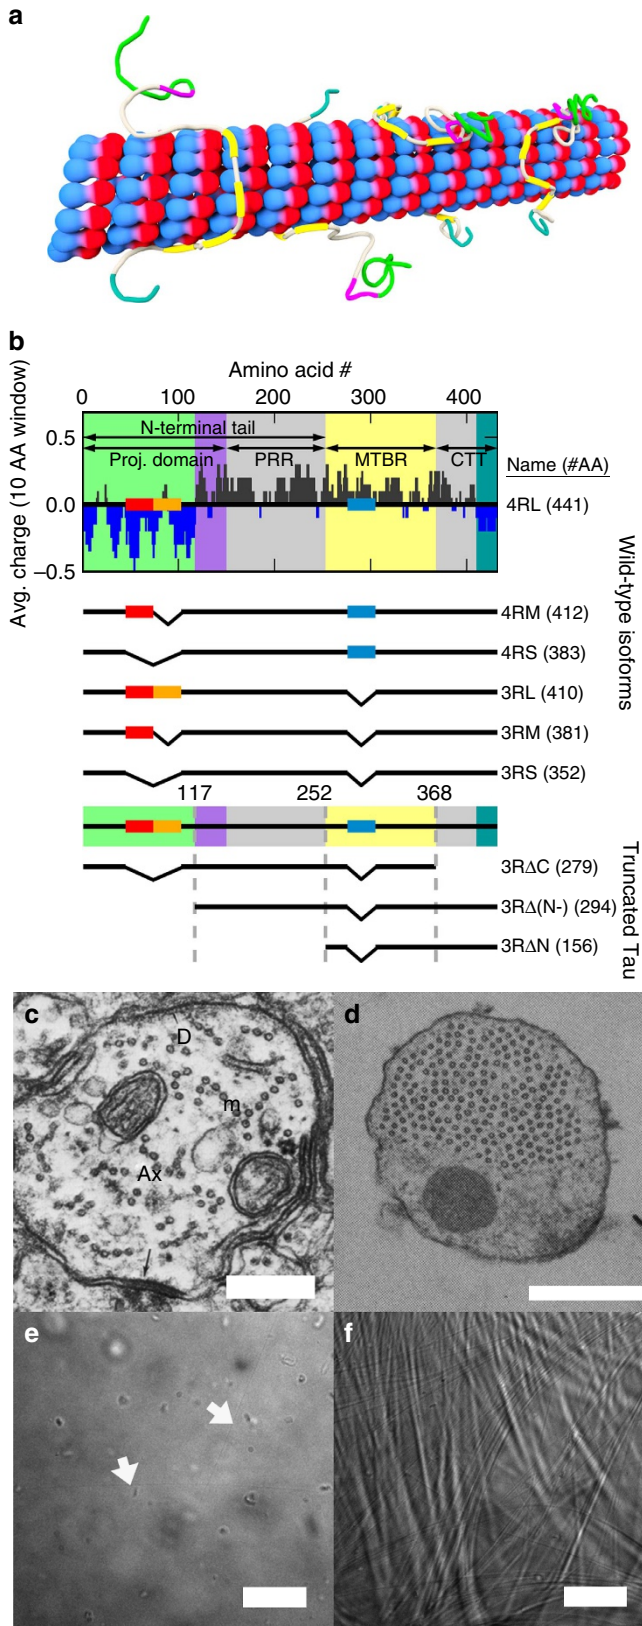 a
b
Amino acid #
0 100 200 300 400
Avg. charge (10 AA window)
0.5
0.0
−0.5
N-terminal tail
Proj. domain PRR MTBR CTT
Name (#AA)
4RL (441)
4RM (412)
4RS (383)
3RL (410)
3RM (381)
3RS (352)
Wild-type isoforms
117 252 368
3RΔC (279)
3RΔ(N-) (294)
3RΔN (156)
Truncated Tau
c
D
m
Ax
d
e
f